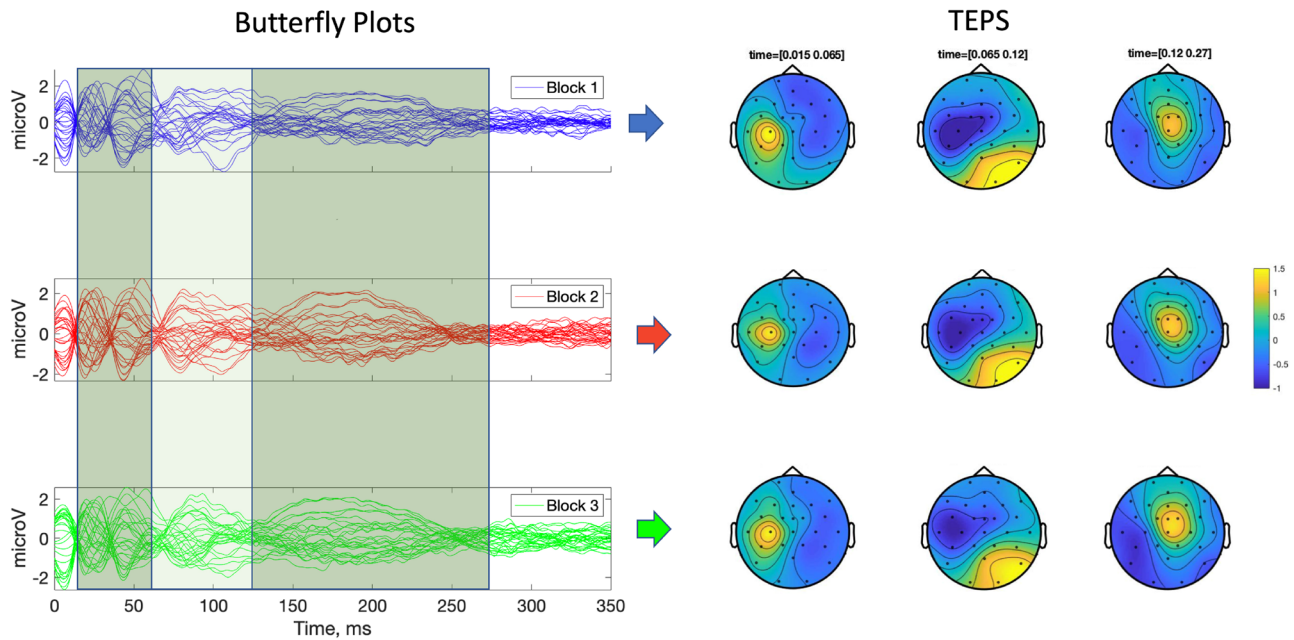 Butterfly Plots
TEPS
time=[0.015 0.065]
time=[0.065 0.12]
time=[0.12 0.27]
microV
2
0
-2
Block 1
microV
2
0
-2
Block 2
1.5
1
0.5
0
-0.5
-1
microV
2
0
-2
Block 3
0 50 100 150 200 250 300 350
Time, ms